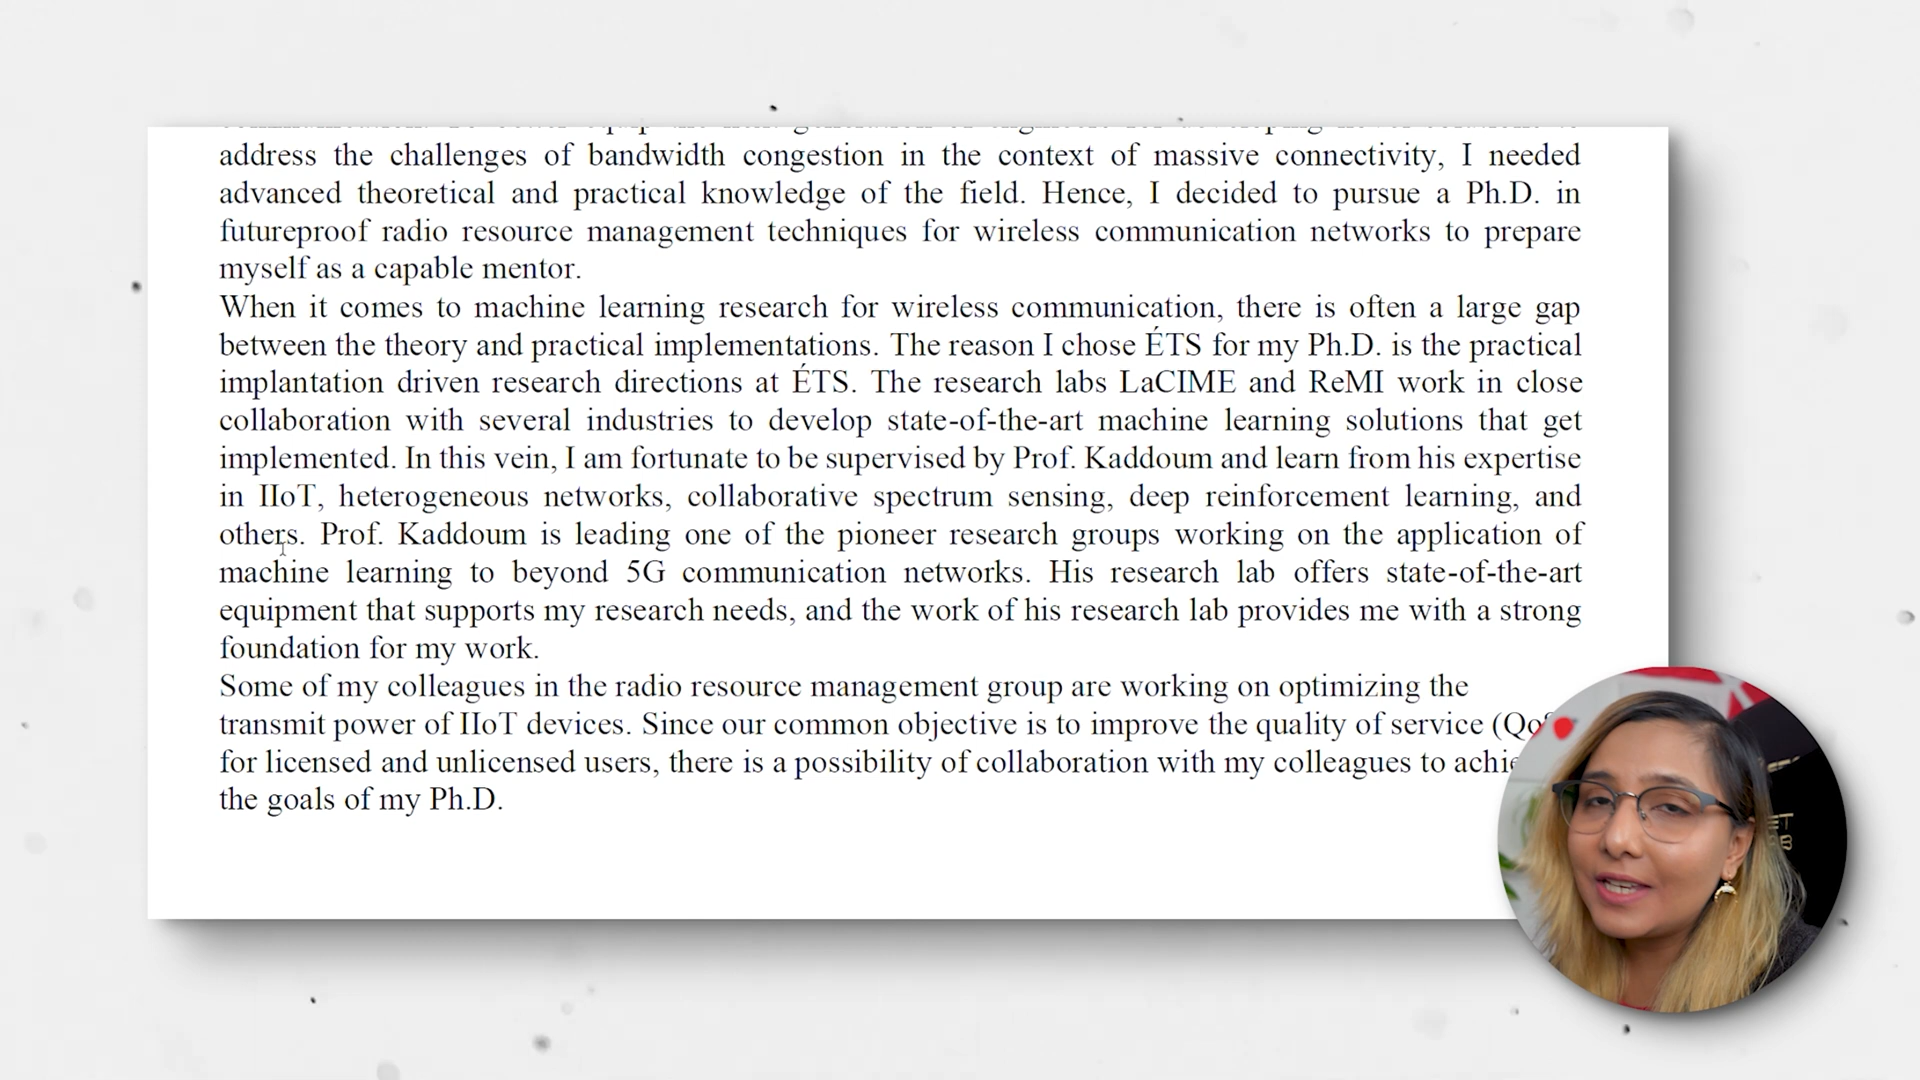 address the challenges of bandwidth congestion in the context of massive connectivity, I needed
advanced theoretical and practical knowledge of the field. Hence, I decided to pursue a Ph.D. in
futureproof radio resource management techniques for wireless communication networks to prepare
myself as a capable mentor.
When it comes to machine learning research for wireless communication, there is often a large gap
between the theory and practical implementations. The reason I chose ÉTS for my Ph.D. is the practical
implantation driven research directions at ÉTS. The research labs LaCIME and ReMI work in close
collaboration with several industries to develop state-of-the-art machine learning solutions that get
implemented. In this vein, I am fortunate to be supervised by Prof. Kaddoum and learn from his expertise
in IIoT, heterogeneous networks, collaborative spectrum sensing, deep reinforcement learning, and
others. Prof. Kaddoum is leading one of the pioneer research groups working on the application of
machine learning to beyond 5G communication networks. His research lab offers state-of-the-art
equipment that supports my research needs, and the work of his research lab provides me with a strong
foundation for my work.
Some of my colleagues in the radio resource management group are working on optimizing the
transmit power of IIoT devices. Since our common objective is to improve the quality of service
for licensed and unlicensed users, there is a possibility of collaboration with my colleagues to
the goals of my Ph.D.